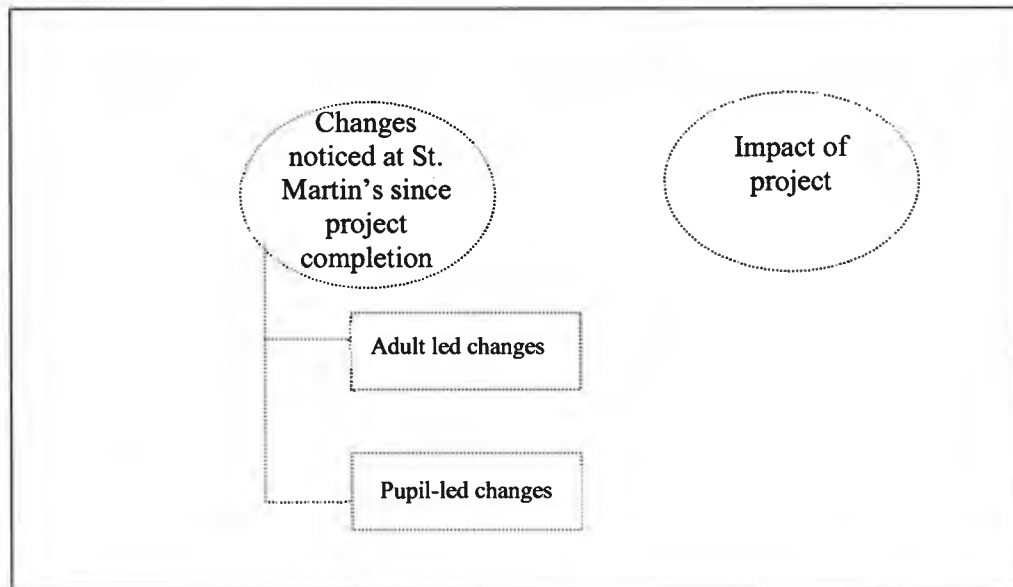 Changes
noticed at St.
Martin's since
project
completion
Impact of
project
Adult led changes
Pupil-led changes